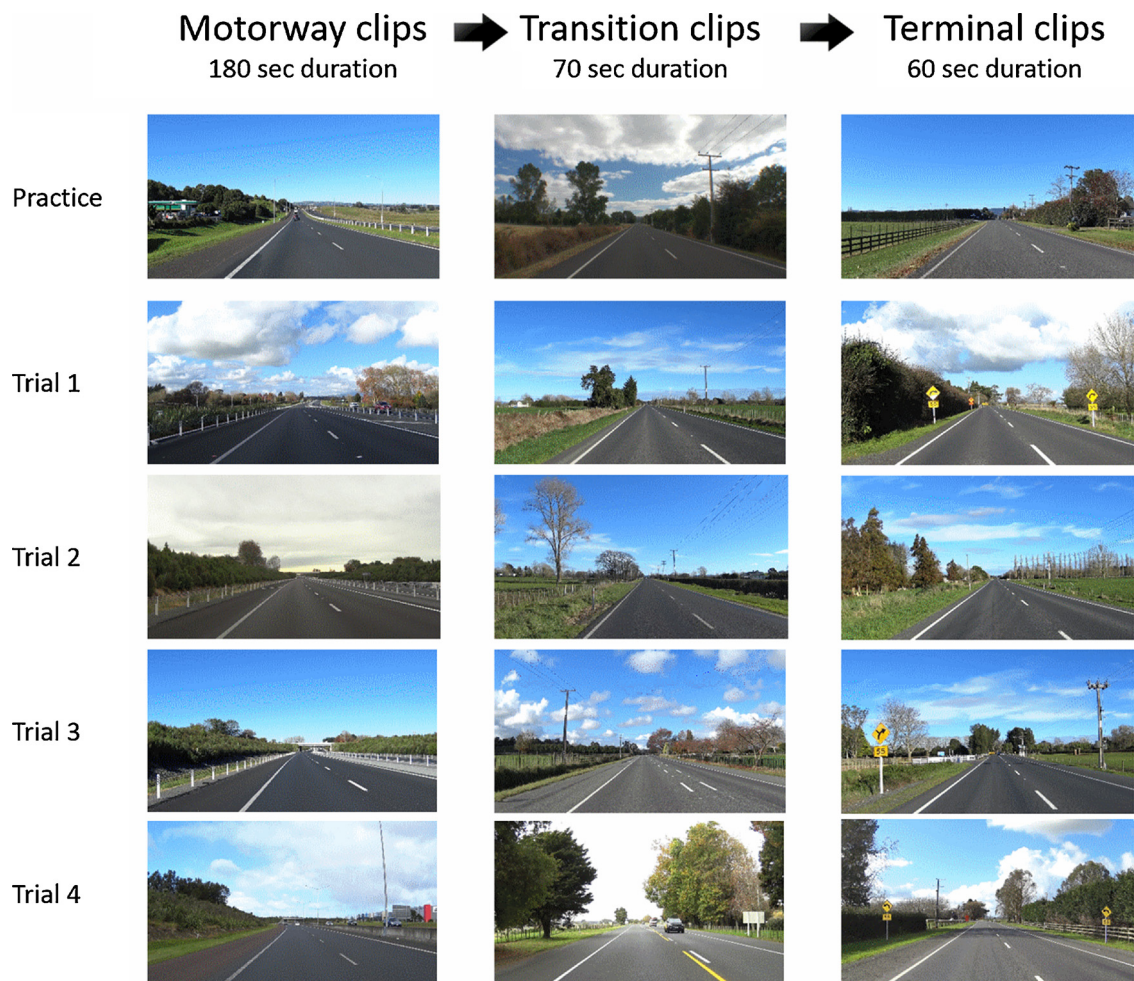 Motorway clips
180 sec duration
Transition clips
70 sec duration
Terminal clips
60 sec duration
Practice
Trial 1
Trial 2
Trial 3
55
Trial 4